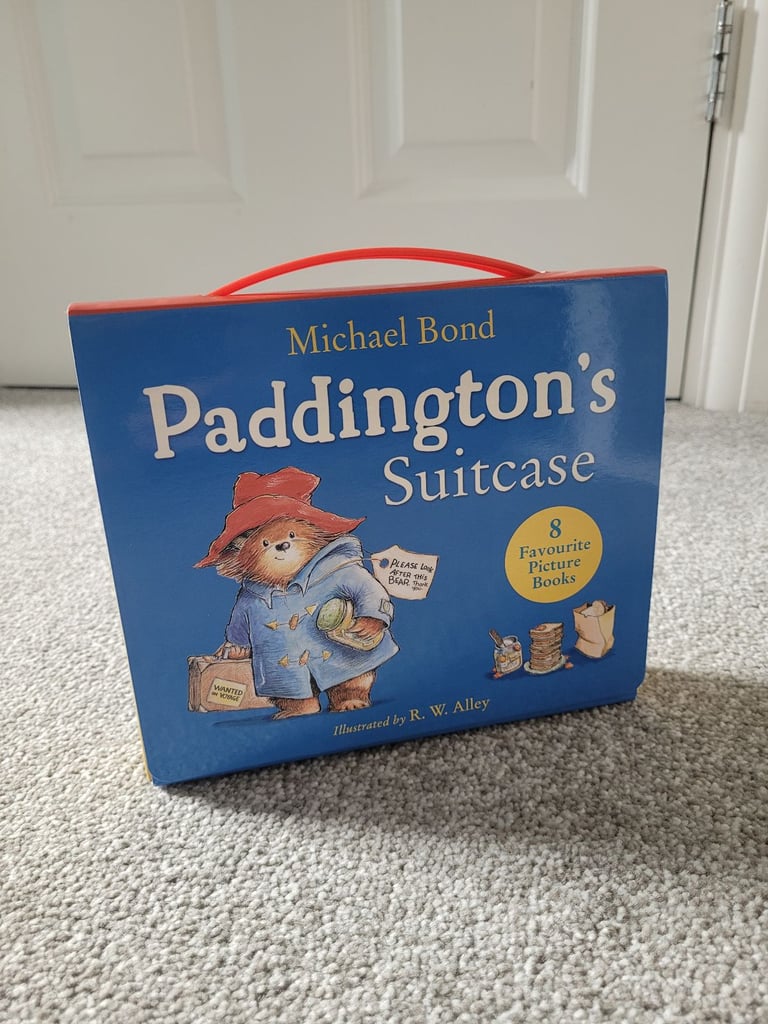 Michael Bond
Paddington's
Suitcase
8
Favourite
Picture
Books
PLEASE LOOK
AFTER THIS
BEAR. THANK
YOU.
WANTED
ON VOYAGE
Illustrated by R. W. Alley